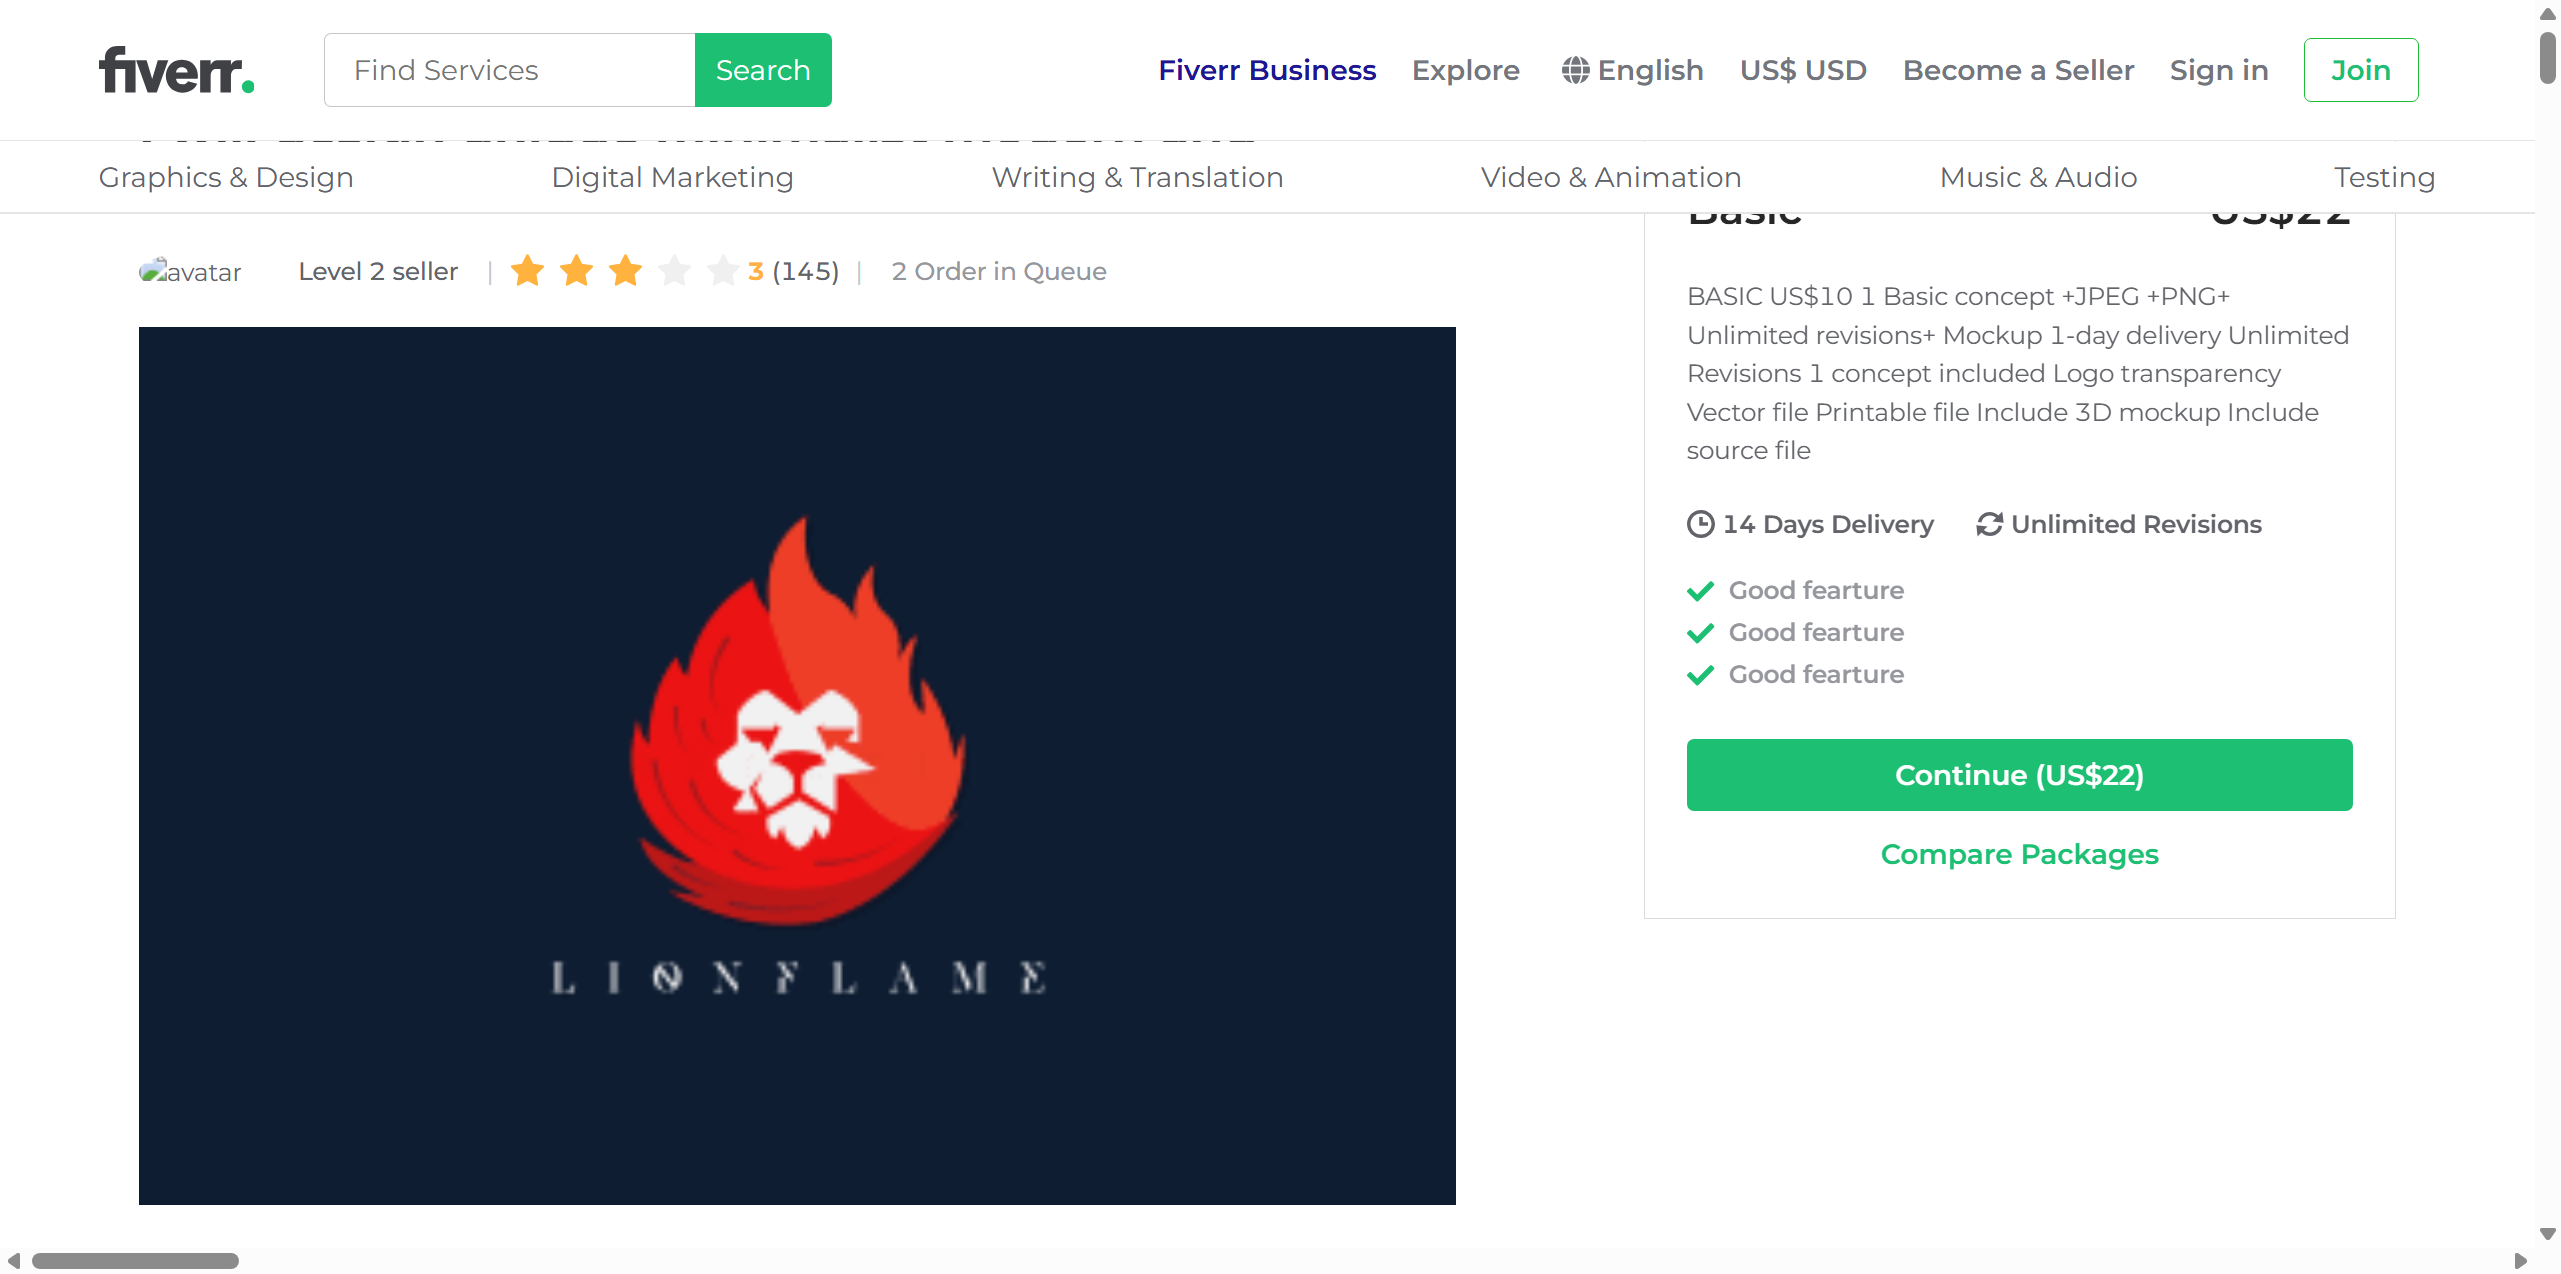 fiverr.
Find Services
Search
Fiverr Business
Explore
English
US$ USD
Become a Seller
Sign in
Join
Graphics & Design
Digital Marketing
Writing & Translation
Video & Animation
Music & Audio
Testing
Basic
US$22
avatar
Level 2 seller
|
3 (145)
|
2 Order in Queue
BASIC US$10 1 Basic concept +JPEG +PNG+
Unlimited revisions+ Mockup 1-day delivery Unlimited
Revisions 1 concept included Logo transparency
Vector file Printable file Include 3D mockup Include
source file
14 Days Delivery
Unlimited Revisions
Good fearture
Good fearture
Good fearture
Continue (US$22)
Compare Packages
LIONFLAME